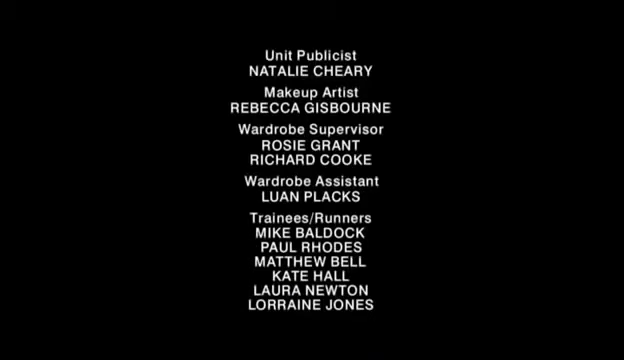 Unit Publicist
NATALIE CHEARY
Makeup Artist
REBECCA GISBOURNE
Wardrobe Supervisor
ROSIE GRANT
RICHARD COOKE
Wardrobe Assistant
LUAN PLACKS
Trainees/Runners
MIKE BALDOCK
PAUL RHODES
MATTHEW BELL
KATE HALL
LAURA NEWTON
LORRAINE JONES